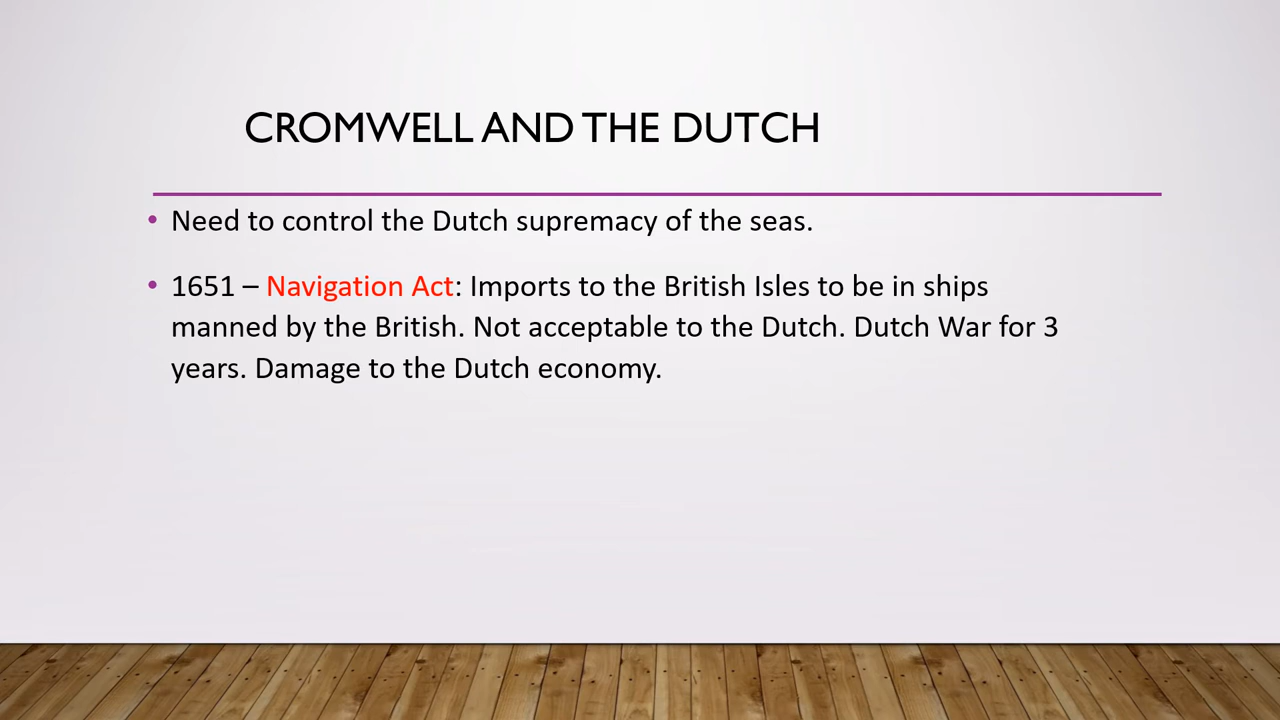 CROMWELL AND THE DUTCH
• Need to control the Dutch supremacy of the seas.
• 1651 – Navigation Act: Imports to the British Isles to be in ships
manned by the British. Not acceptable to the Dutch. Dutch War for 3
years. Damage to the Dutch economy.